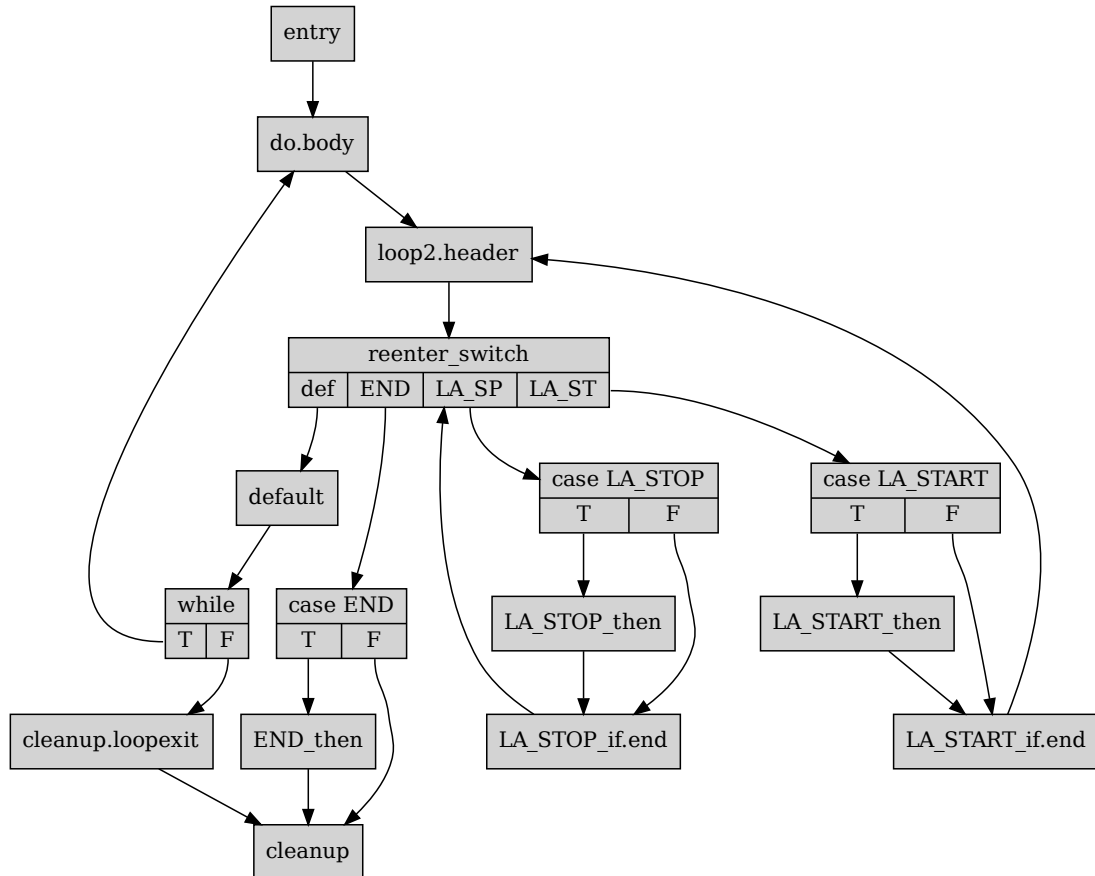 entry
do.body
loop2.header
reenter_switch
def END LA_SP LA_ST
case LA_STOP
T F
case LA_START
T F
default
while
T F
case END
T F
LA_STOP_then
LA_START_then
cleanup.loopexit
END_then
LA_STOP_if.end
LA_START_if.end
cleanup